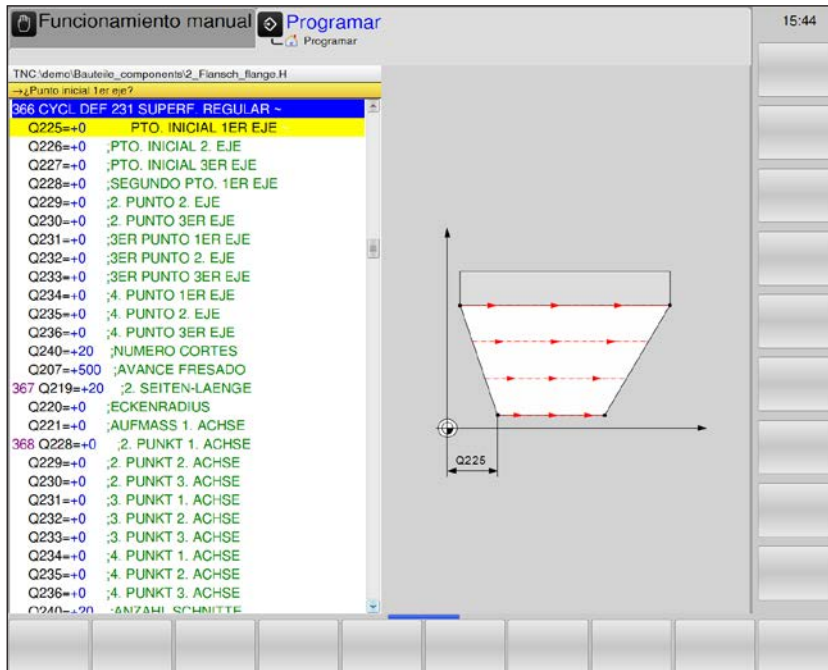 Funcionamiento manual
Programar
Programar
15:44
TNC:\demo\Bauteile_components\2_Flansch_flange.H
→¿Punto inicial 1er eje?
366 CYCL DEF 231 SUPERF. REGULAR ~
Q225=+0 PTO. INICIAL 1ER EJE
Q226=+0 ;PTO. INICIAL 2. EJE
Q227=+0 ;PTO. INICIAL 3ER EJE
Q228=+0 ;SEGUNDO PTO. 1ER EJE
Q229=+0 ;2. PUNTO 2. EJE
Q230=+0 ;2. PUNTO 3ER EJE
Q231=+0 ;3ER PUNTO 1ER EJE
Q232=+0 ;3ER PUNTO 2. EJE
Q233=+0 ;3ER PUNTO 3ER EJE
Q234=+0 ;4. PUNTO 1ER EJE
Q235=+0 ;4. PUNTO 2. EJE
Q236=+0 ;4. PUNTO 3ER EJE
Q240=+20 ;NUMERO CORTES
Q207=+500 ;AVANCE FRESADO
367 Q219=+20 ;2. SEITEN-LAENGE
Q220=+0 ;ECKENRADIUS
Q221=+0 ;AUFMASS 1. ACHSE
368 Q228=+0 ;2. PUNKT 1. ACHSE
Q229=+0 ;2. PUNKT 2. ACHSE
Q230=+0 ;2. PUNKT 3. ACHSE
Q231=+0 ;3. PUNKT 1. ACHSE
Q232=+0 ;3. PUNKT 2. ACHSE
Q233=+0 ;3. PUNKT 3. ACHSE
Q234=+0 ;4. PUNKT 1. ACHSE
Q235=+0 ;4. PUNKT 2. ACHSE
Q236=+0 ;4. PUNKT 3. ACHSE
Q240=+20 ;ANZAHL SCHNITTE
Q225